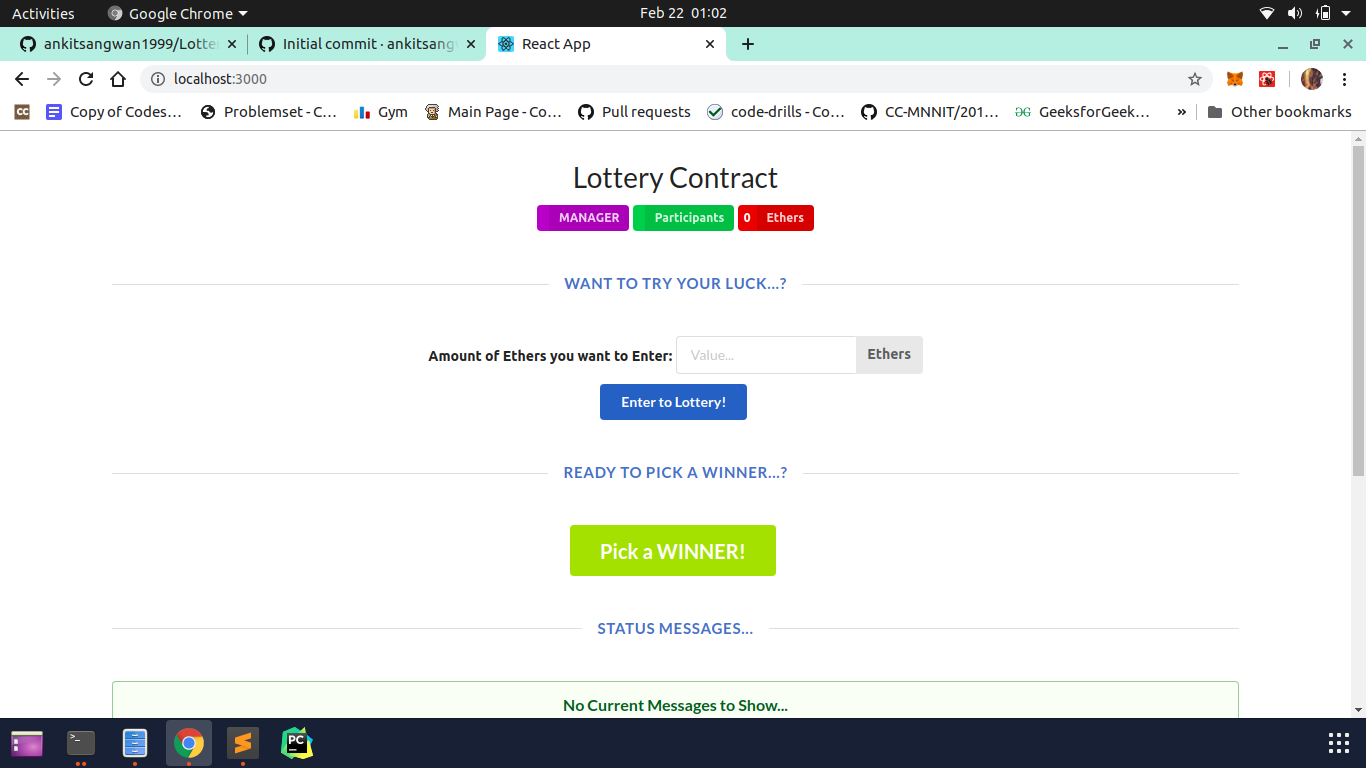 Activities Google Chrome Feb 22 01:02
ankitsangwan1999/Lotte Initial commit · ankitsangw React App
localhost:3000
CC Copy of Codes... Problemset - C... Gym Main Page - Co... Pull requests code-drills - Co... CC-MNNIT/201... GeeksforGeek... » Other bookmarks
Lottery Contract
MANAGER Participants 0 Ethers
WANT TO TRY YOUR LUCK...?
Amount of Ethers you want to Enter: Value... Ethers
Enter to Lottery!
READY TO PICK A WINNER...?
Pick a WINNER!
STATUS MESSAGES...
No Current Messages to Show...
>_ PC